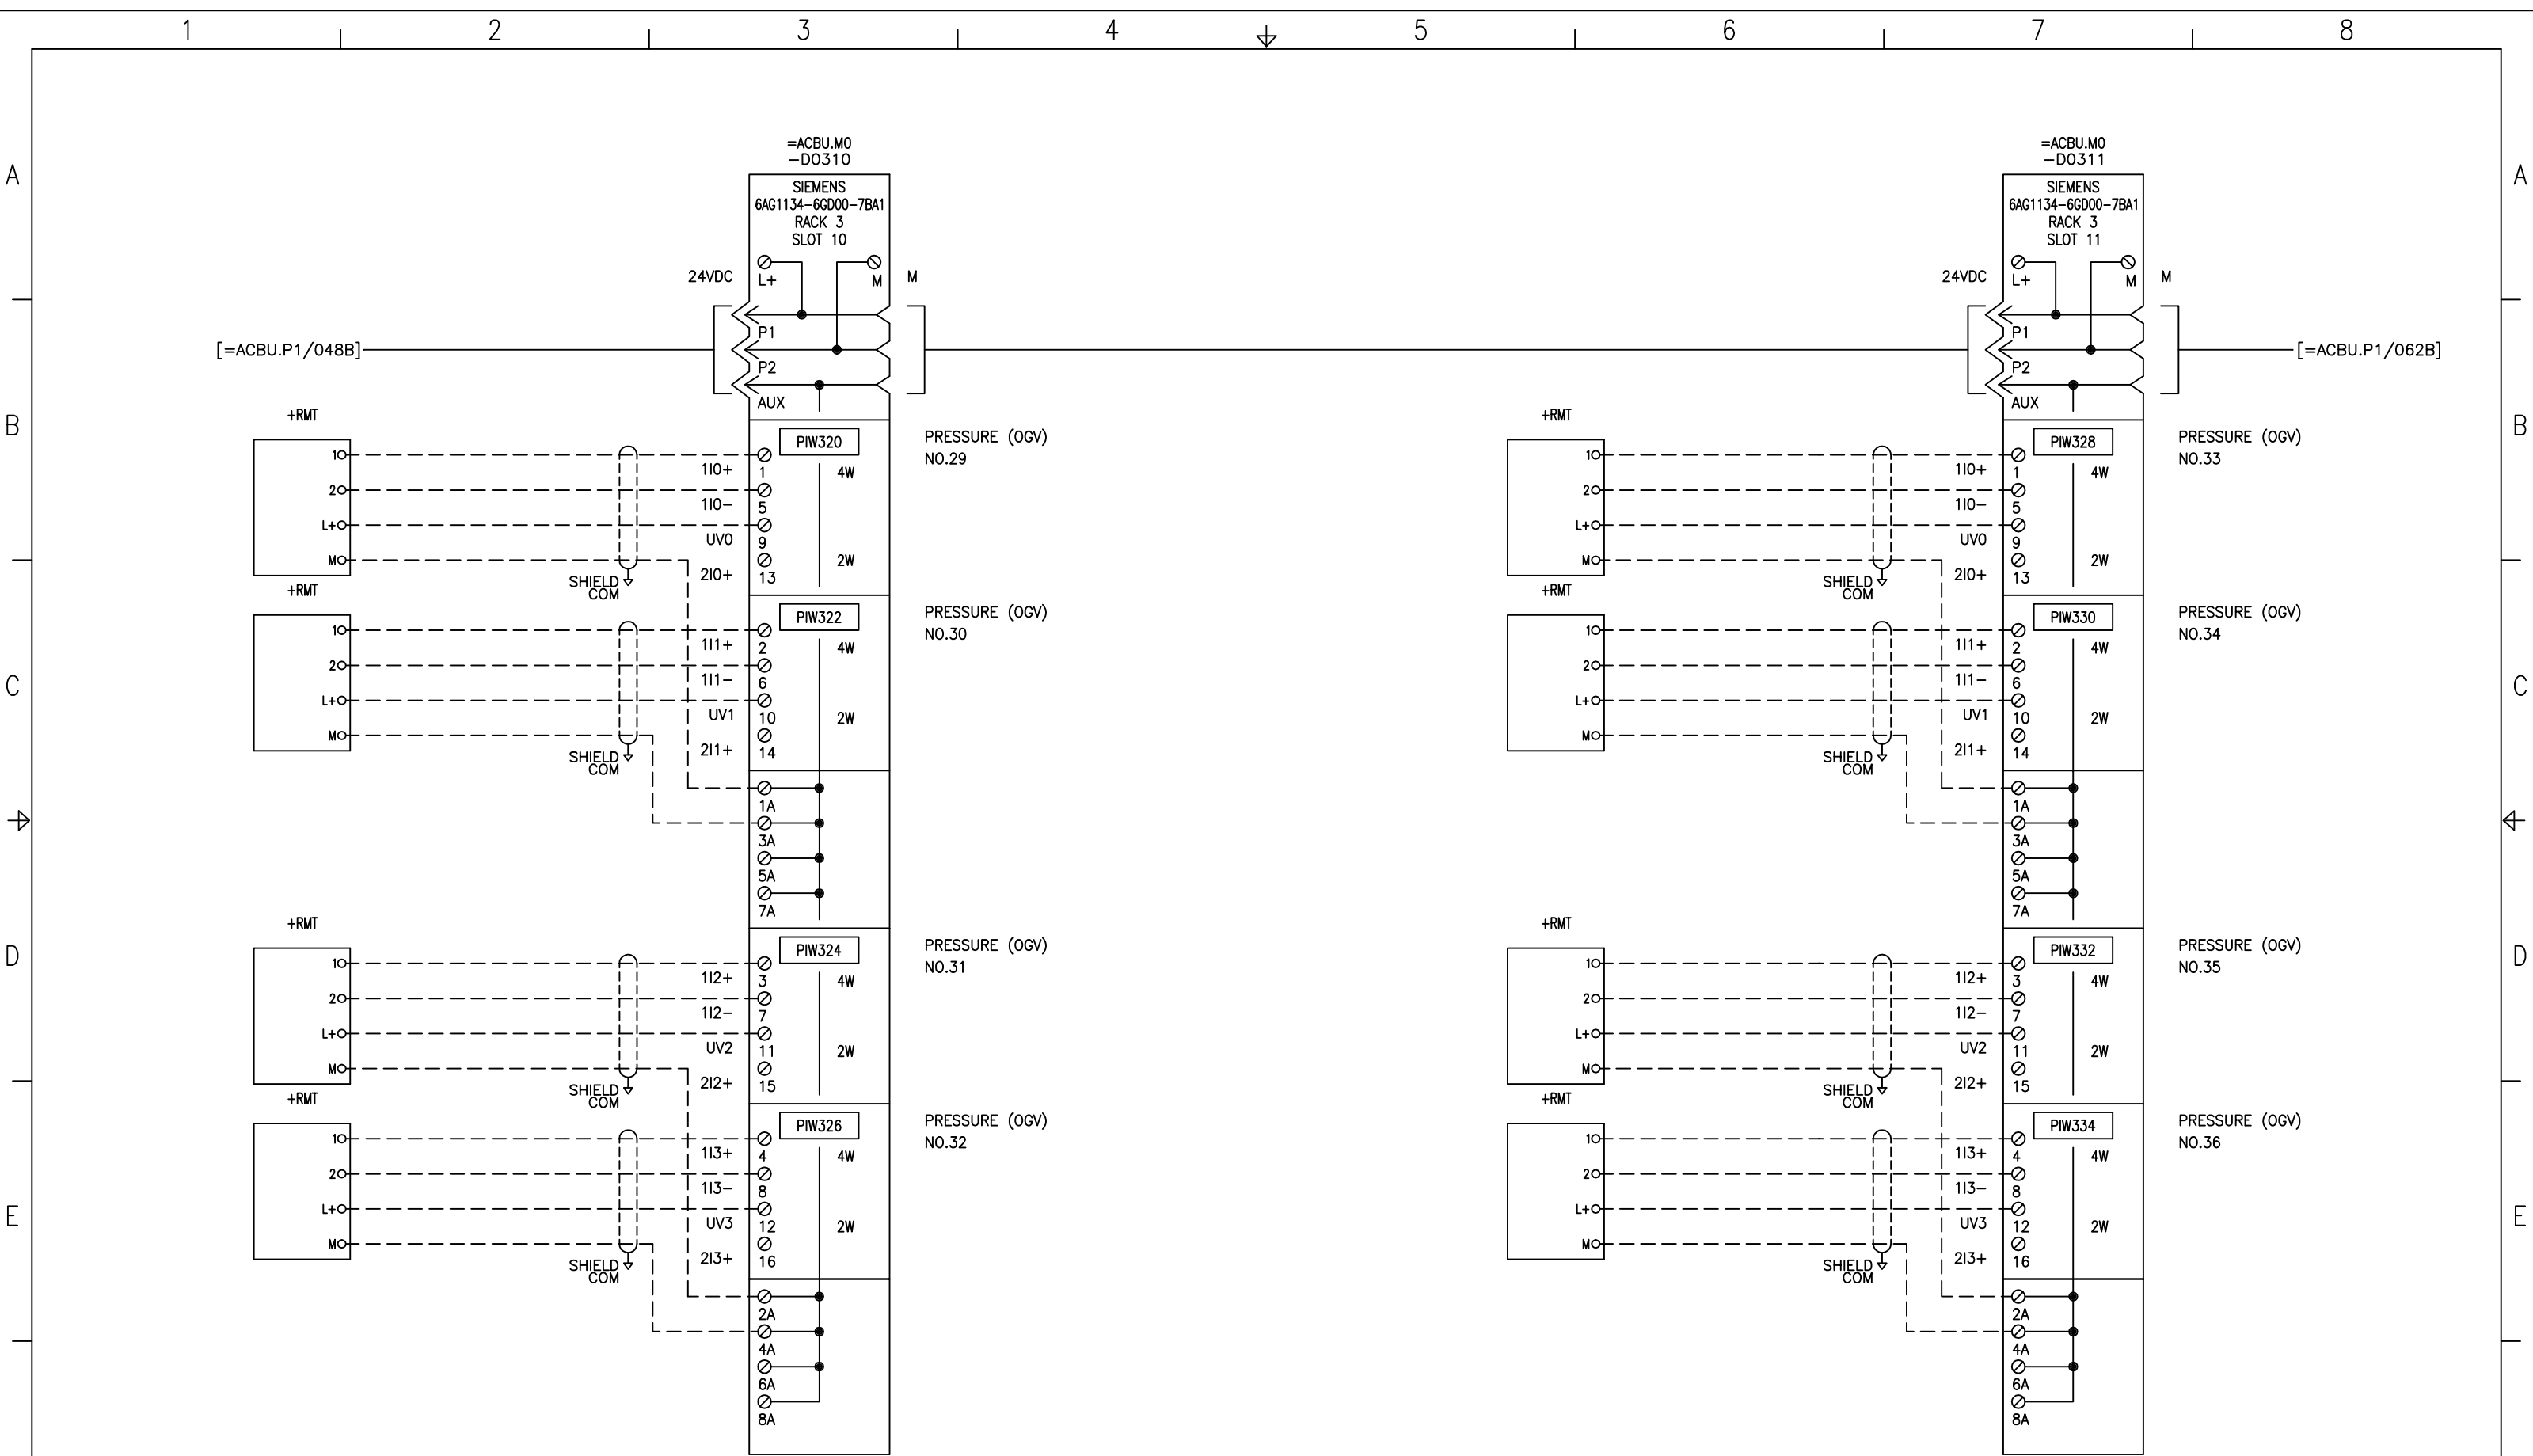 1 2 3 4 5 6 7 8
A
B
C
D
E
=ACBU.M0
-D0310
SIEMENS
6AG1134-6GD00-7BA1
RACK 3
SLOT 10
24VDC
L+
M
M
P1
P2
AUX
[=ACBU.P1/048B]
+RMT
1
2
L+
M
SHIELD
COM
1I0+
1I0-
UV0
2I0+
1
5
9
13
PIW320
4W
2W
PRESSURE (OGV)
NO.29
+RMT
1
2
L+
M
SHIELD
COM
1I1+
1I1-
UV1
2I1+
2
6
10
14
PIW322
4W
2W
PRESSURE (OGV)
NO.30
1A
3A
5A
7A
+RMT
1
2
L+
M
SHIELD
COM
1I2+
1I2-
UV2
2I2+
3
7
11
15
PIW324
4W
2W
PRESSURE (OGV)
NO.31
+RMT
1
2
L+
M
SHIELD
COM
1I3+
1I3-
UV3
2I3+
4
8
12
16
PIW326
4W
2W
PRESSURE (OGV)
NO.32
2A
4A
6A
8A
=ACBU.M0
-D0311
SIEMENS
6AG1134-6GD00-7BA1
RACK 3
SLOT 11
24VDC
L+
M
M
P1
P2
AUX
[=ACBU.P1/062B]
+RMT
1
2
L+
M
SHIELD
COM
1I0+
1I0-
UV0
2I0+
1
5
9
13
PIW328
4W
2W
PRESSURE (OGV)
NO.33
+RMT
1
2
L+
M
SHIELD
COM
1I1+
1I1-
UV1
2I1+
2
6
10
14
PIW330
4W
2W
PRESSURE (OGV)
NO.34
1A
3A
5A
7A
+RMT
1
2
L+
M
SHIELD
COM
1I2+
1I2-
UV2
2I2+
3
7
11
15
PIW332
4W
2W
PRESSURE (OGV)
NO.35
+RMT
1
2
L+
M
SHIELD
COM
1I3+
1I3-
UV3
2I3+
4
8
12
16
PIW334
4W
2W
PRESSURE (OGV)
NO.36
2A
4A
6A
8A
A
B
C
D
E